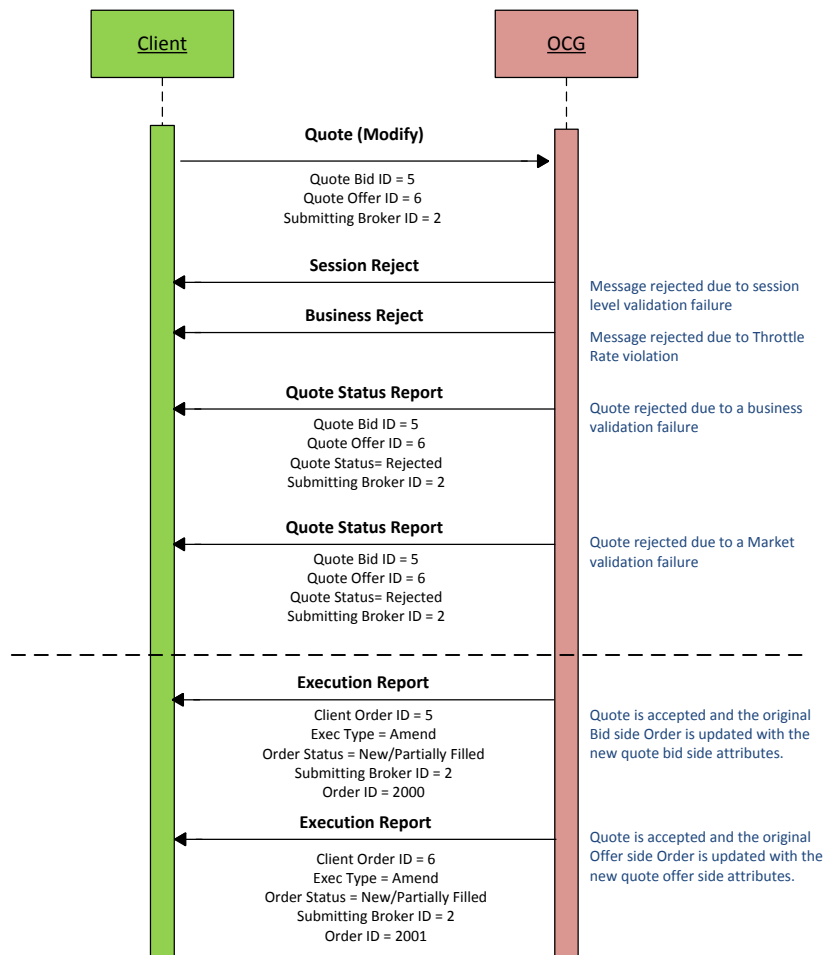 Client
OCG
Quote (Modify)
Quote Bid ID = 5
Quote Offer ID = 6
Submitting Broker ID = 2
Session Reject
Message rejected due to session
level validation failure
Business Reject
Message rejected due to Throttle
Rate violation
Quote Status Report
Quote Bid ID = 5
Quote Offer ID = 6
Quote Status= Rejected
Submitting Broker ID = 2
Quote rejected due to a business
validation failure
Quote Status Report
Quote Bid ID = 5
Quote Offer ID = 6
Quote Status= Rejected
Submitting Broker ID = 2
Quote rejected due to a Market
validation failure
Execution Report
Client Order ID = 5
Exec Type = Amend
Order Status = New/Partially Filled
Submitting Broker ID = 2
Order ID = 2000
Quote is accepted and the original
Bid side Order is updated with the
new quote bid side attributes.
Execution Report
Client Order ID = 6
Exec Type = Amend
Order Status = New/Partially Filled
Submitting Broker ID = 2
Order ID = 2001
Quote is accepted and the original
Offer side Order is updated with the
new quote offer side attributes.